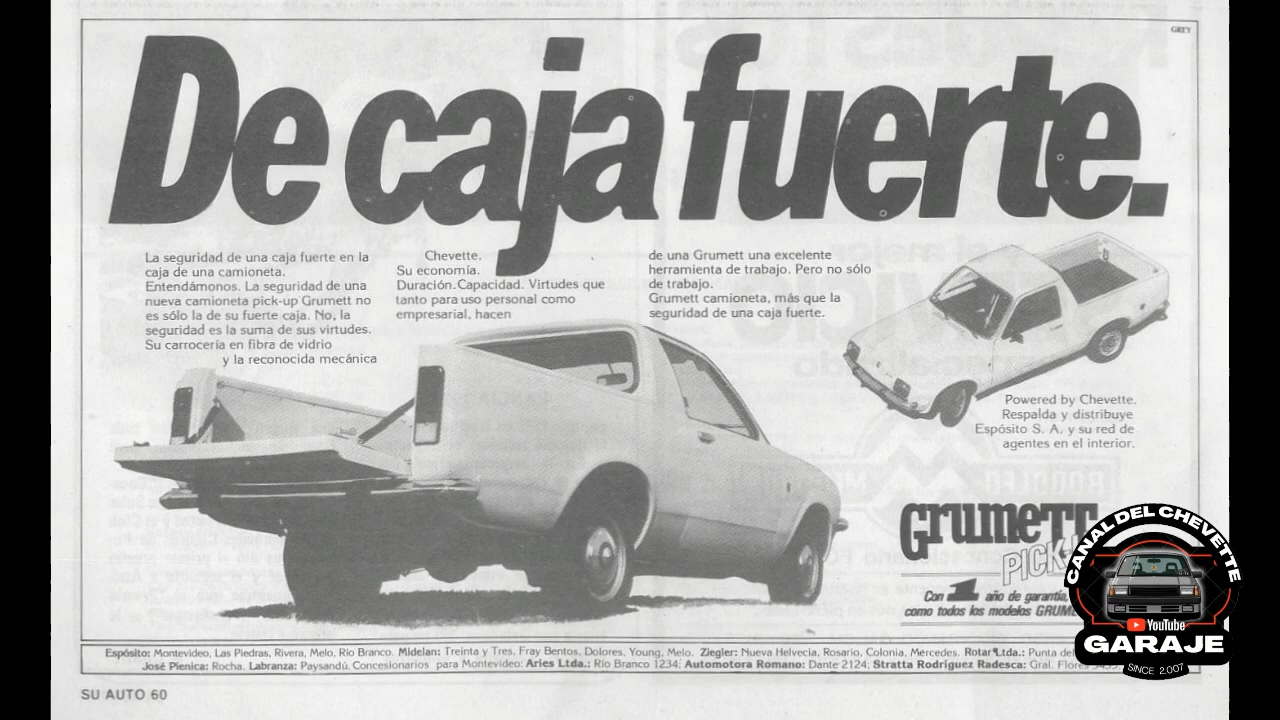 GREY
De caja fuerte.
La seguridad de una caja fuerte en la
caja de una camioneta.
Entendámonos. La seguridad de una
nueva camioneta pick-up Grumett no
es sólo la de su fuerte caja. No, la
seguridad es la suma de sus virtudes.
Su carrocería en fibra de vidrio
y la reconocida mecánica
Chevette.
Su economía.
Duración.Capacidad. Virtudes que
tanto para uso personal como
empresarial, hacen
de una Grumett una excelente
herramienta de trabajo. Pero no sólo
de trabajo.
Grumett camioneta, más que la
seguridad de una caja fuerte.
Powered by Chevette.
Respalda y distribuye
Espósito S. A. y su red de
agentes en el interior.
Grumett
PICK
Con 1 año de garantía,
como todos los modelos GRUME
Espósito: Montevideo, Las Piedras, Rivera, Melo, Río Branco. Midelan: Treinta y Tres, Fray Bentos, Dolores, Young, Melo. Ziegler: Nueva Helvecia, Rosario, Colonia, Mercedes. Rotar Ltda.: Punta del
José Pienica: Rocha. Labranza: Paysandú. Concesionarios para Montevideo: Aries Ltda.: Río Branco 1234, Automotora Romano: Dante 2124, Stratta Rodríguez Radesca: Gral. Flores
SU AUTO 60
CANAL DEL CHEVETTE
YouTube
GARAJE
SINCE 2.007